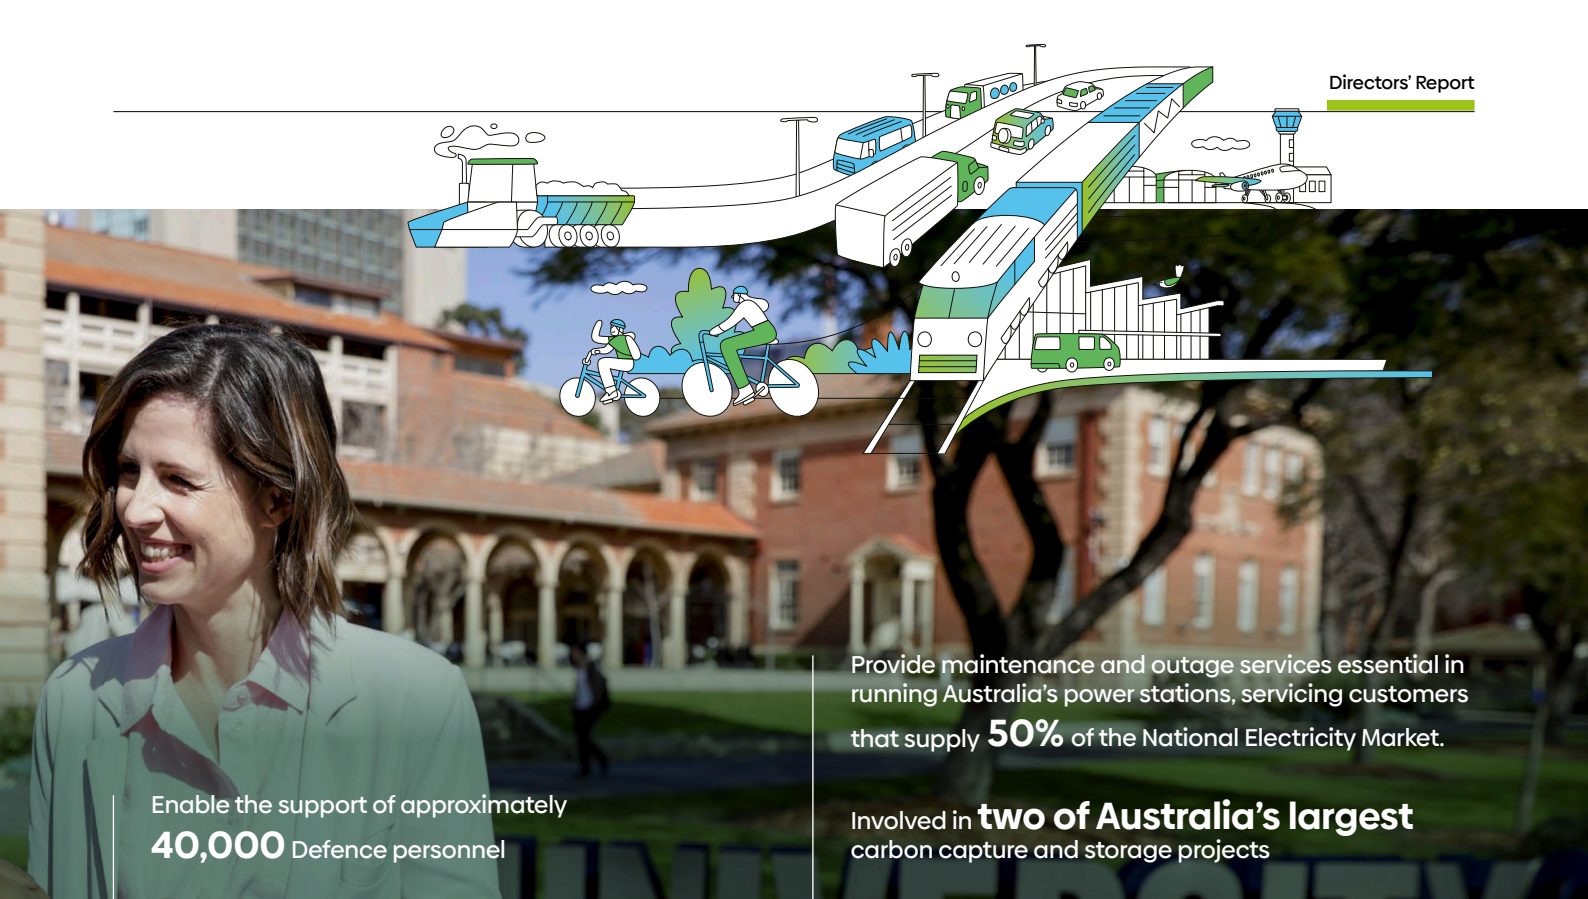 Directors' Report
Provide maintenance and outage services essential in
running Australia's power stations, servicing customers
that supply 50% of the National Electricity Market.
Enable the support of approximately
40,000 Defence personnel
Involved in two of Australia's largest
carbon capture and storage projects
UNIVERSITY